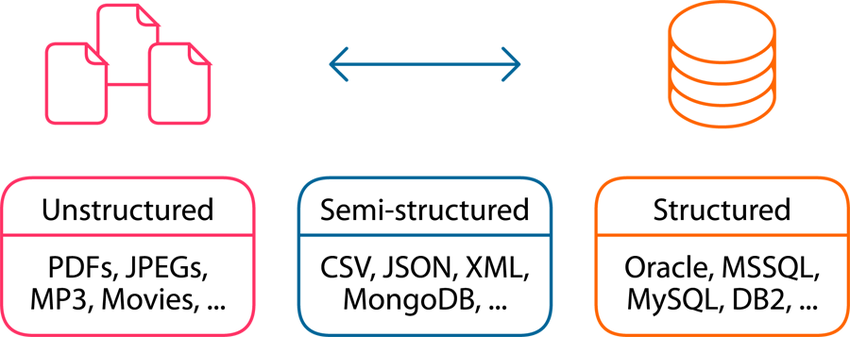 Unstructured
PDFs, JPEGs,
MP3, Movies, ...
Semi-structured
CSV, JSON, XML,
MongoDB, ...
Structured
Oracle, MSSQL,
MySQL, DB2, ...